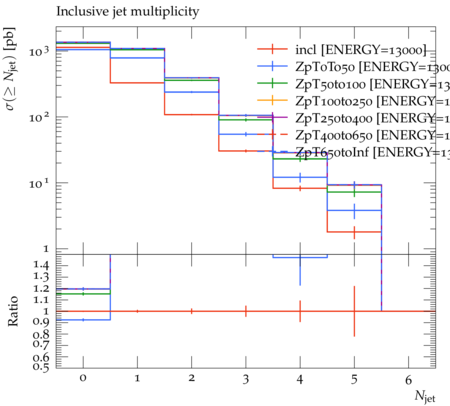 Inclusive jet multiplicity
σ(≥ Njet) [pb]
10³
10²
10¹
1
incl [ENERGY=13000]
ZpT0To50 [ENERGY=1300
ZpT50to100 [ENERGY=13
ZpT100to250 [ENERGY=1
ZpT250to400 [ENERGY=1
ZpT400to650 [ENERGY=1
ZpT650toInf [ENERGY=13
Ratio
1.4
1.3
1.2
1.1
1
0.9
0.8
0.7
0.6
0.5
0 1 2 3 4 5 6
Njet